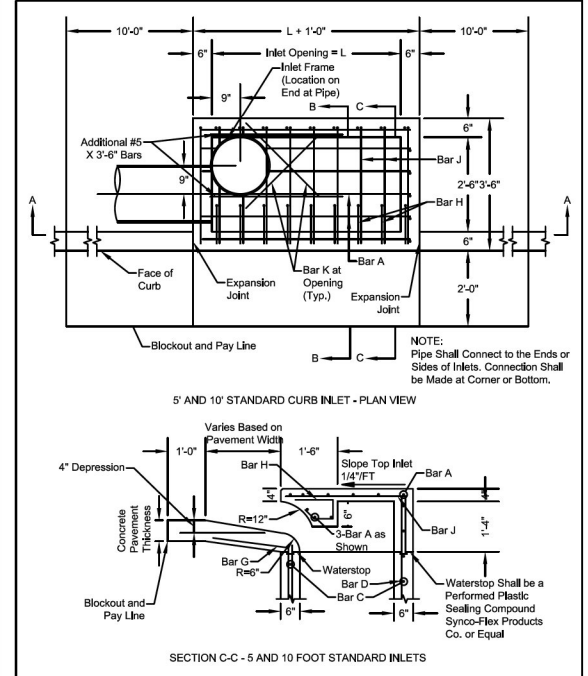 10'-0"
L + 1'-0"
10'-0"
6"
Inlet Opening = L
6"
Inlet Frame
(Location on
End at Pipe)
9"
B
C
Additional #5
X 3'-6" Bars
6"
Bar J
9"
2'-6"
3'-6"
Bar H
A
A
6"
Bar A
Face of
Curb
Expansion
Joint
Bar K at
Opening
(Typ.)
Expansion
Joint
2'-0"
Blockout and Pay Line
B
C
NOTE:
Pipe Shall Connect to the Ends or
Sides of Inlets. Connection Shall
be Made at Corner or Bottom.
5' AND 10' STANDARD CURB INLET - PLAN VIEW
Varies Based on
Pavement Width
1'-0"
1'-6"
4" Depression
Bar H
Slope Top Inlet
1/4"/FT
Bar A
4"
4"
Concrete
Pavement
Thickness
R=12"
6"
3-Bar A as
Shown
Bar J
1'-4"
Bar G
R=6"
Waterstop
Bar D
Bar C
Blockout and
Pay Line
6"
6"
Waterstop Shall be a
Performed Plastic
Sealing Compound
Synco-Flex Products
Co. or Equal
SECTION C-C - 5 AND 10 FOOT STANDARD INLETS